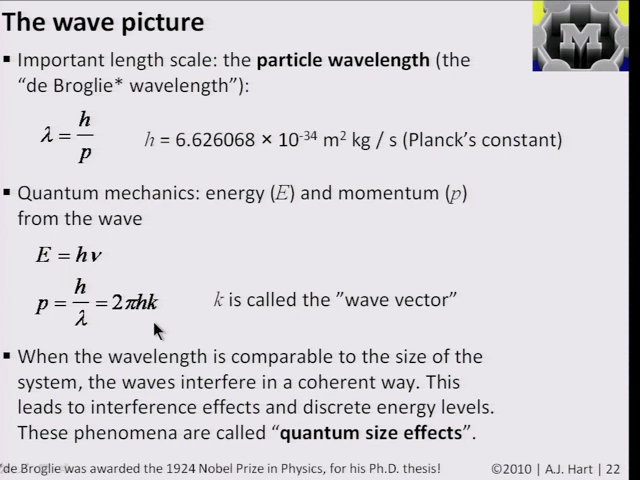 The wave picture
M
▪ Important length scale: the particle wavelength (the
“de Broglie* wavelength”):
λ = h/p
h = 6.626068 × 10⁻³⁴ m² kg / s (Planck’s constant)
▪ Quantum mechanics: energy (E) and momentum (p)
from the wave
E = hν
p = h/λ = 2πhk
k is called the ”wave vector”
▪ When the wavelength is comparable to the size of the
system, the waves interfere in a coherent way. This
leads to interference effects and discrete energy levels.
These phenomena are called “quantum size effects”.
*de Broglie was awarded the 1924 Nobel Prize in Physics, for his Ph.D. thesis!
©2010 | A.J. Hart | 22